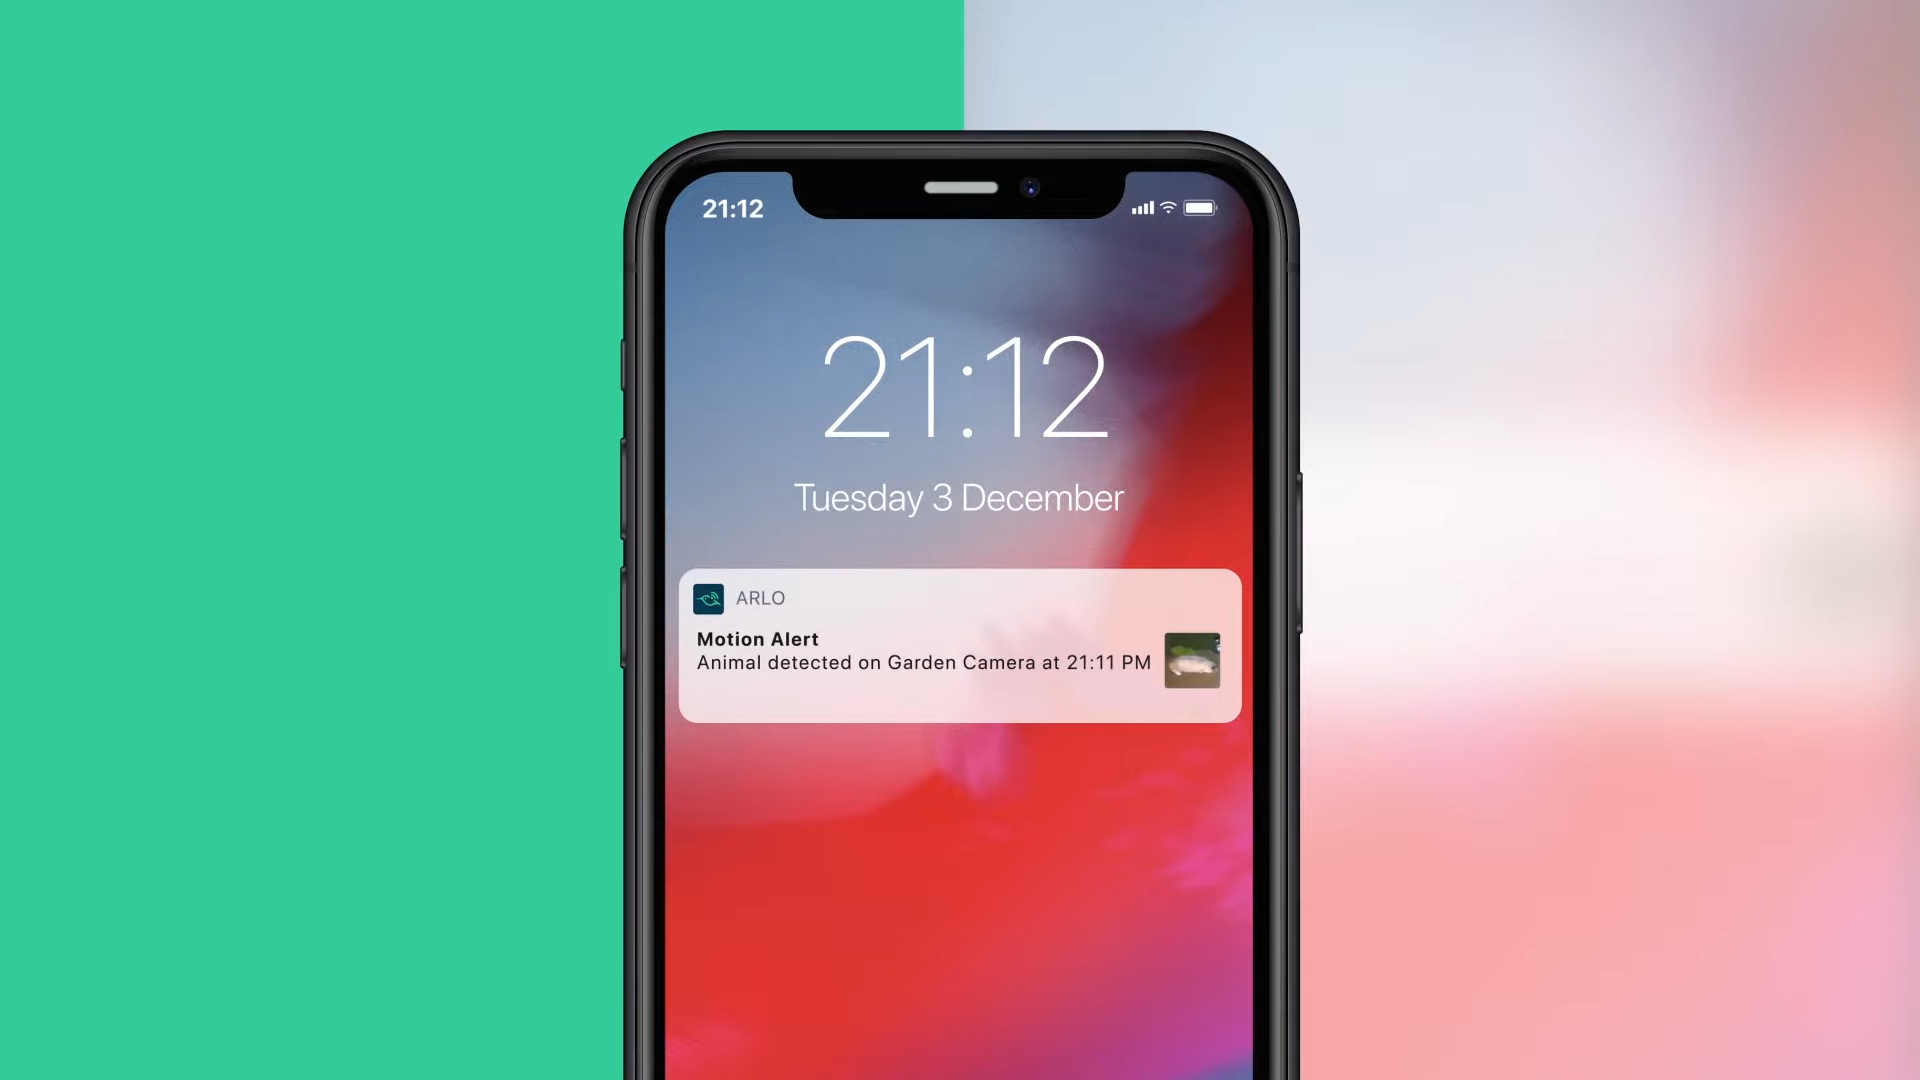 21:12
21:12
Tuesday 3 December
ARLO
Motion Alert
Animal detected on Garden Camera at 21:11 PM